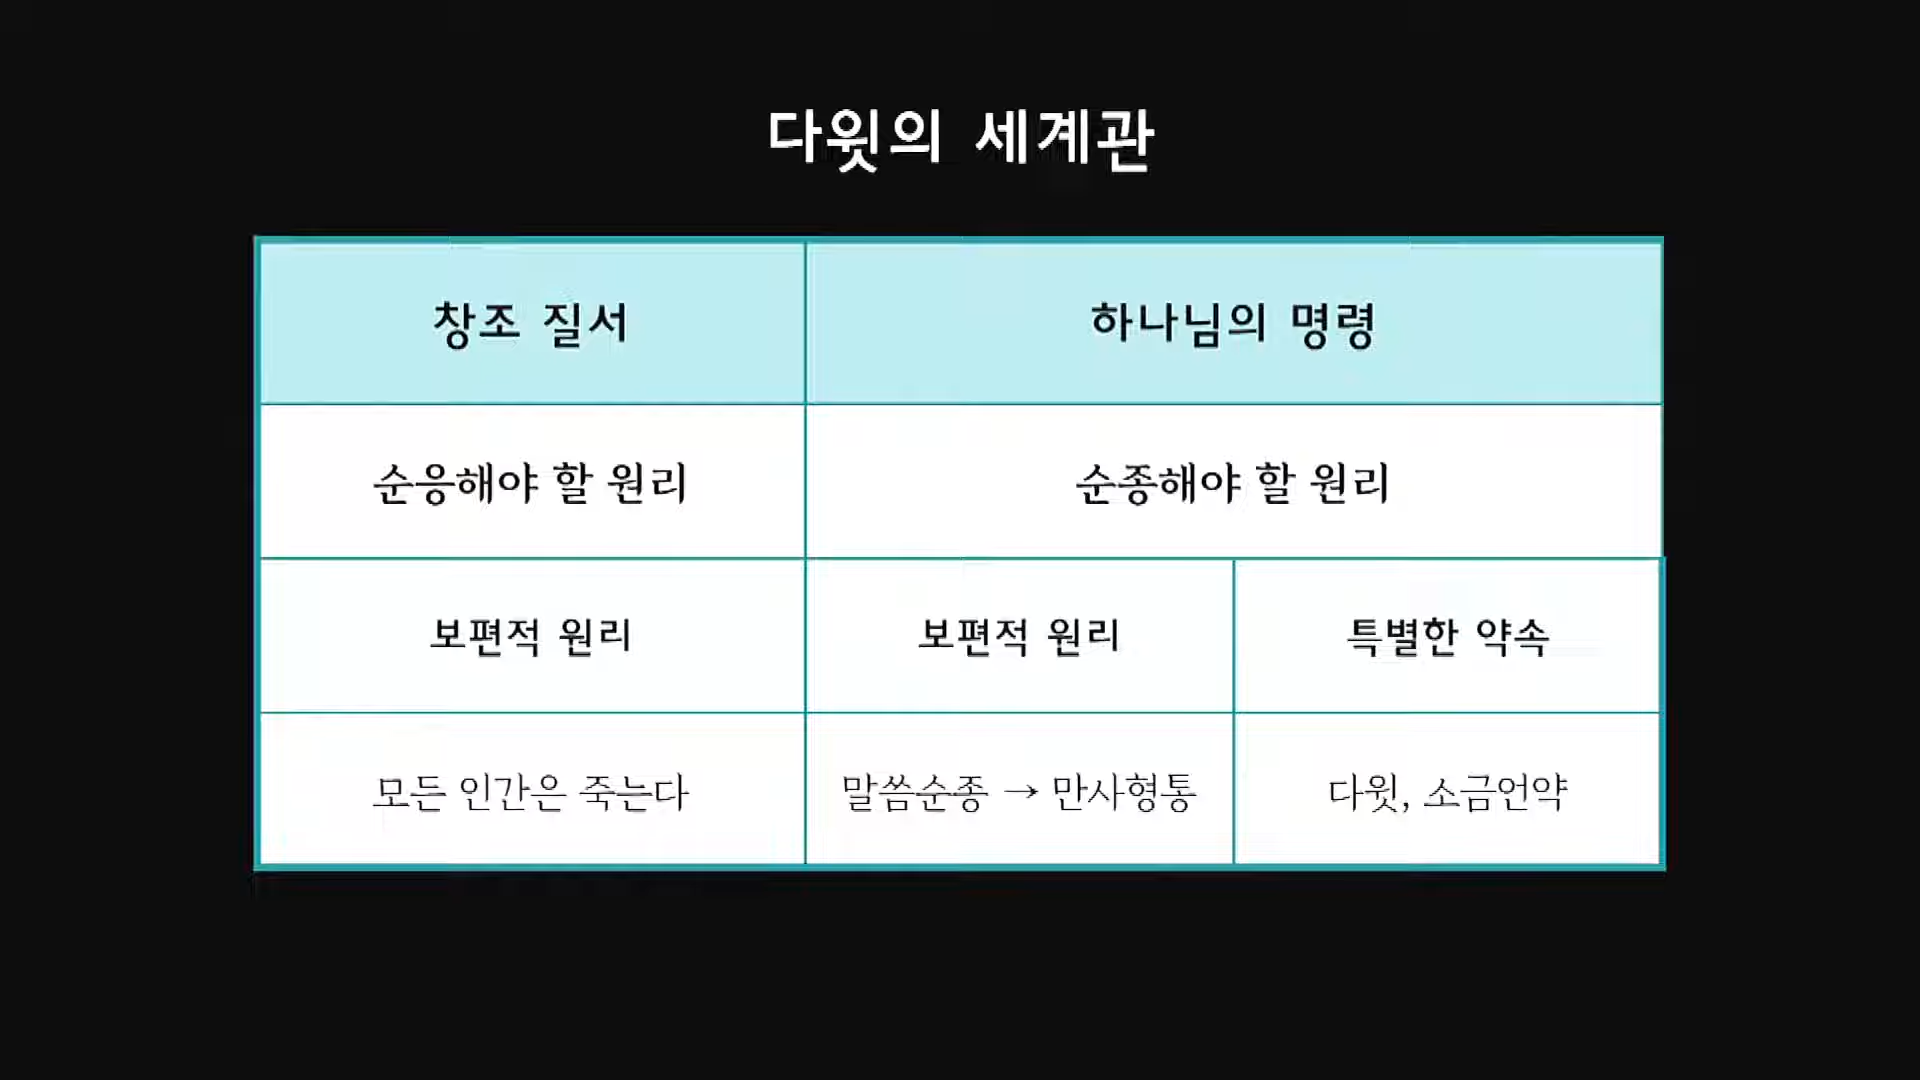 다윗의 세계관
창조 질서 하나님의 명령
순응해야 할 원리 순종해야 할 원리
보편적 원리 보편적 원리 특별한 약속
모든 인간은 죽는다 말씀순종 → 만사형통 다윗, 소금언약